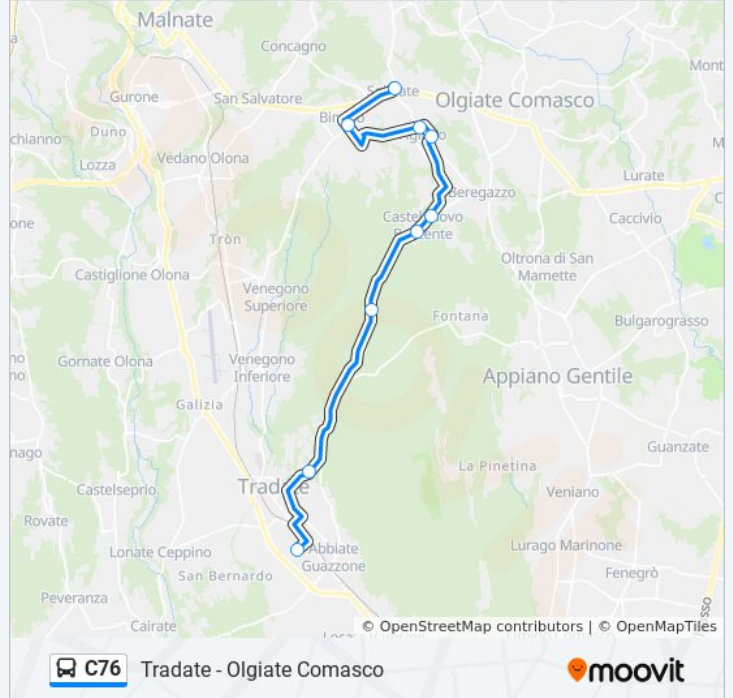 Malnate
Concagno
Mont
Gurone
San Salvatore
Olgiate Comasco
chianno
Duno
Vedano Olona
Lozza
Lurate
Beregazzo
one
Caccivio
Tròn
Oltrona di San
Mamette
Castiglione Olona
Venegono
Superiore
Fontana
Bulgarograsso
Gornate Olona
Venegono
Inferiore
Appiano Gentile
Galizia
Guanzate
nago
La Pinetina
Tradate
Castelseprio
Veniano
Rovate
Lonate Ceppino
Abbiate
Guazzone
Lurago Marinone
San Bernardo
Fenegrò
Peveranza
Cairate
© OpenStreetMap contributors | © OpenMapTiles
C76 Tradate - Olgiate Comasco
moovit